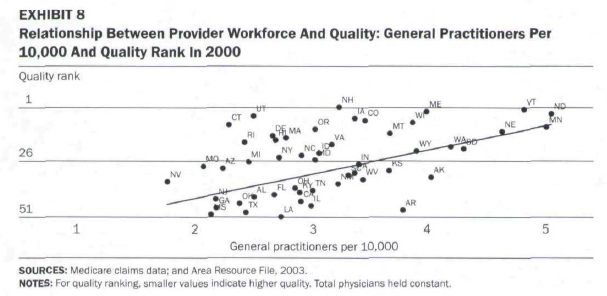 EXHIBIT 8
Relationship Between Provider Workforce And Quality: General Practitioners Per
10,000 And Quality Rank In 2000
Quality rank
1
NH
ME
VT
ND
UT
IA
CO
WI
CT
OR
MN
DE
MA
MT
NE
RI
VA
WA
SD
NC
ID
WY
26
MO
AZ
MI
NY
IN
KS
NV
WV
AK
OH
KY
TN
NJ
AL
FL
GA
IL
AR
TX
LA
51
1
2
3
4
5
General practitioners per 10,000
SOURCES: Medicare claims data; and Area Resource File, 2003.
NOTES: For quality ranking, smaller values indicate higher quality. Total physicians held constant.